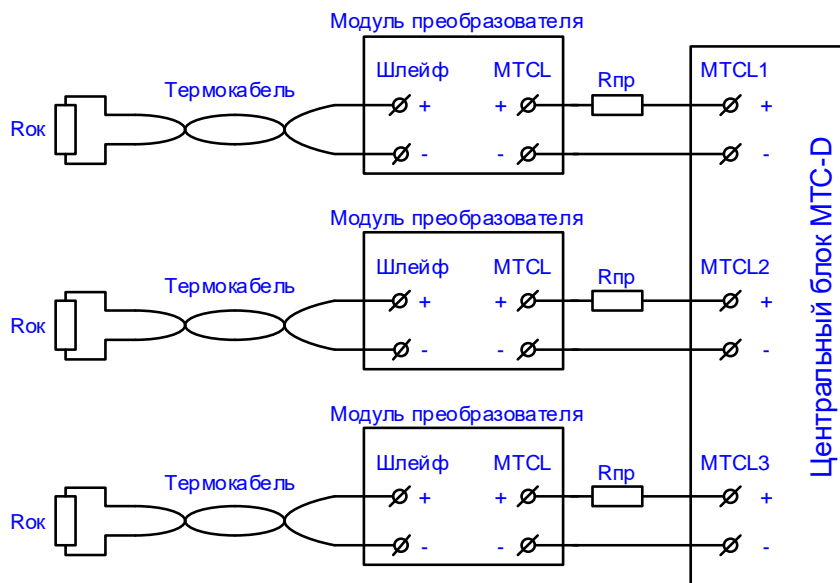 Модуль преобразователя
Шлейф MTCL Rпр MTCL1
Термокабель
Rок
+ + +
- - -
Модуль преобразователя
Шлейф MTCL Rпр MTCL2
Термокабель
Rок
+ + +
- - -
Модуль преобразователя
Шлейф MTCL Rпр MTCL3
Термокабель
Rок
+ + +
- - -
Центральный блок МТС-D